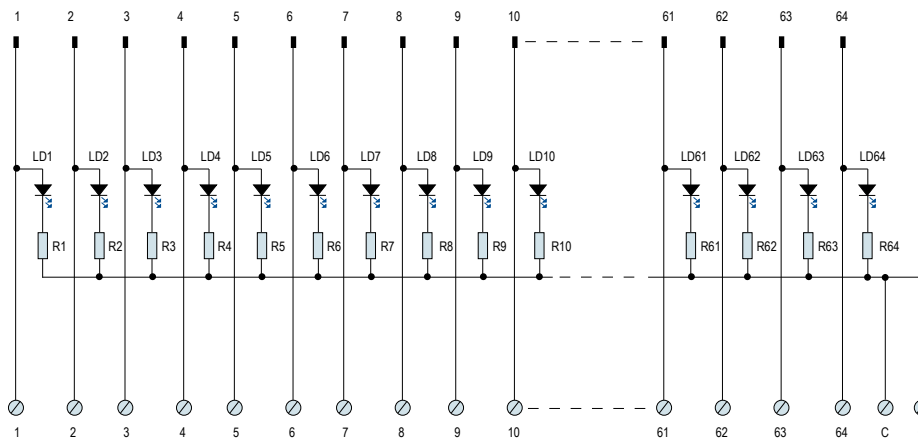 1 2 3 4 5 6 7 8 9 10 61 62 63 64
LD1 LD2 LD3 LD4 LD5 LD6 LD7 LD8 LD9 LD10 LD61 LD62 LD63 LD64
R1 R2 R3 R4 R5 R6 R7 R8 R9 R10 R61 R62 R63 R64
1 2 3 4 5 6 7 8 9 10 61 62 63 64 C